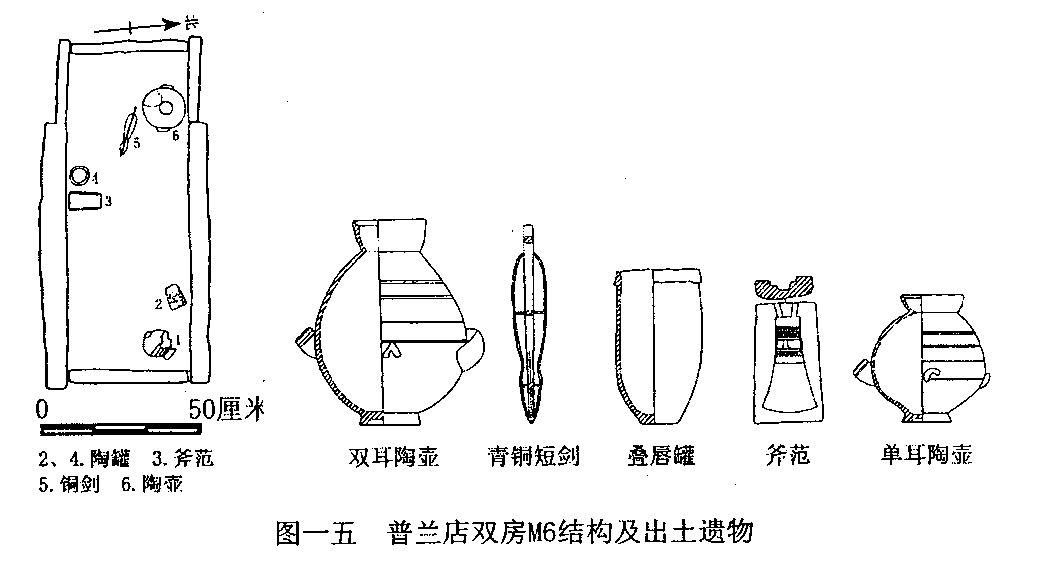 北
5
6
4
3
2
1
0 50厘米
2、4.陶罐 3.斧范
5.铜剑 6.陶壶
双耳陶壶 青铜短剑 叠唇罐 斧范 单耳陶壶
图一五 普兰店双房M6结构及出土遗物